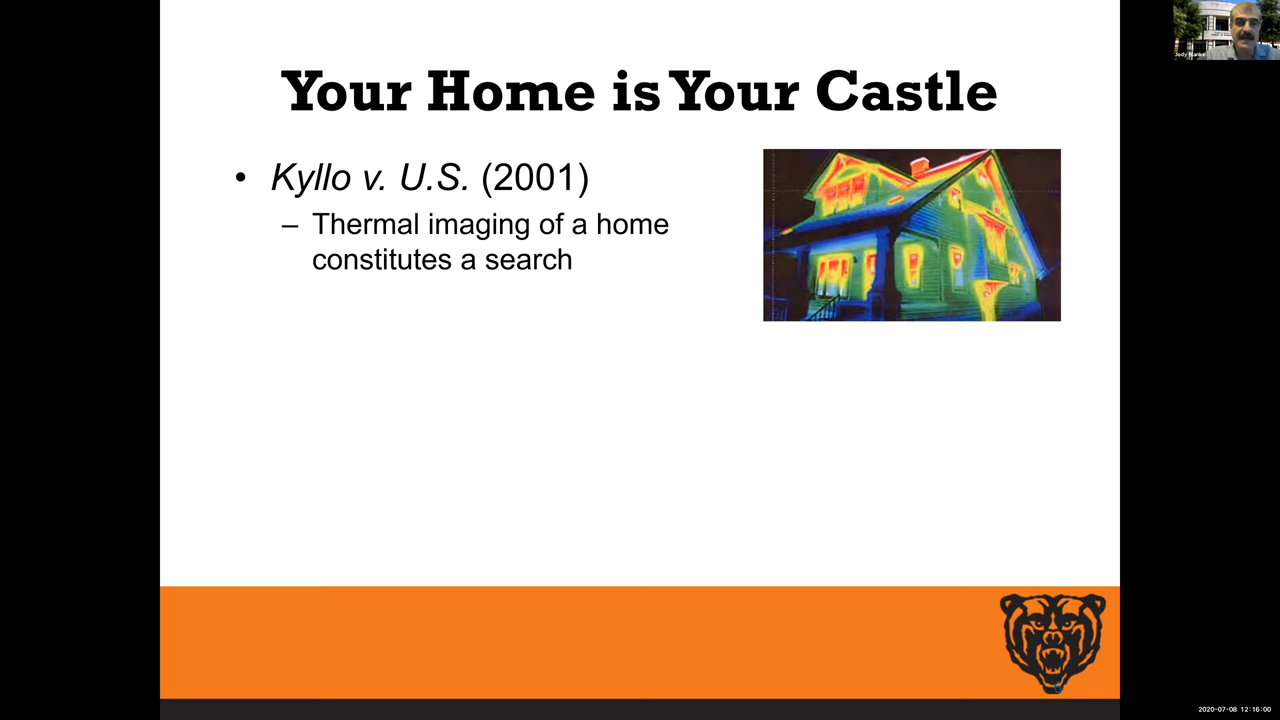 Your Home is Your Castle
• Kyllo v. U.S. (2001)
– Thermal imaging of a home
constitutes a search
2020-07-08 12:16:00